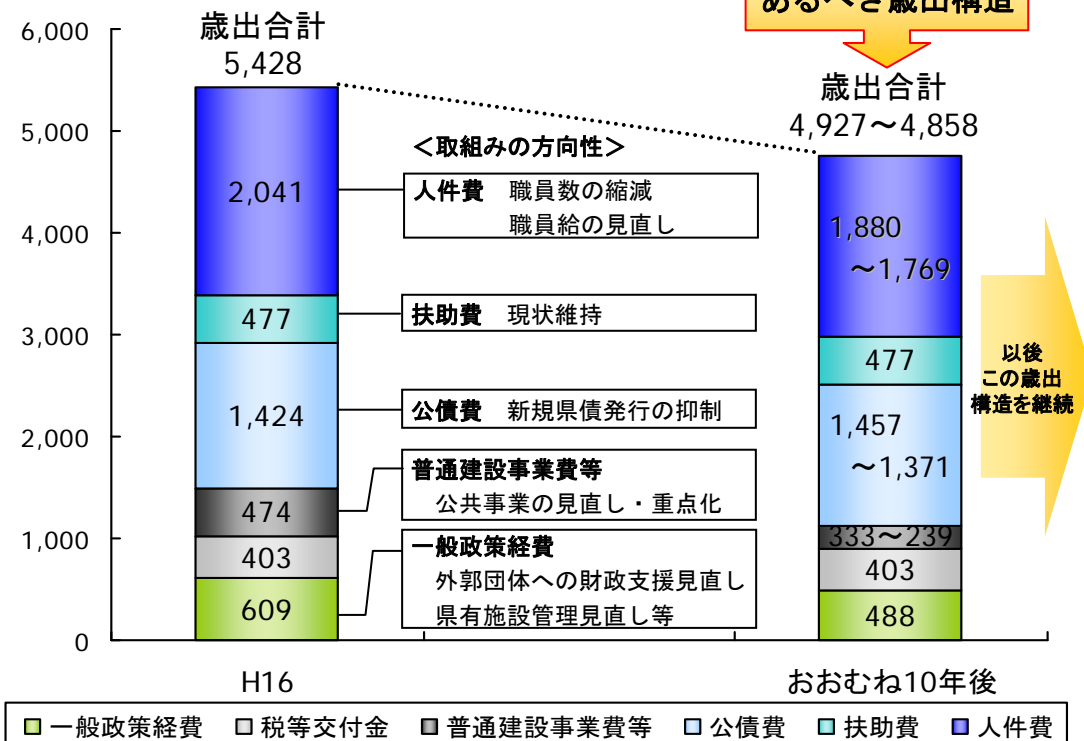 あるべき歳出構造
6,000
5,000
4,000
3,000
2,000
1,000
0
歳出合計
5,428
歳出合計
4,927～4,858
＜取組みの方向性＞
人件費 職員数の縮減
職員給の見直し
扶助費 現状維持
公債費 新規県債発行の抑制
普通建設事業費等
公共事業の見直し・重点化
一般政策経費
外郭団体への財政支援見直し
県有施設管理見直し等
2,041
477
1,424
474
403
609
1,880
～1,769
477
1,457
～1,371
333～239
403
488
以後
この歳出
構造を継続
H16
おおむね10年後
一般政策経費 税等交付金 普通建設事業費等 公債費 扶助費 人件費